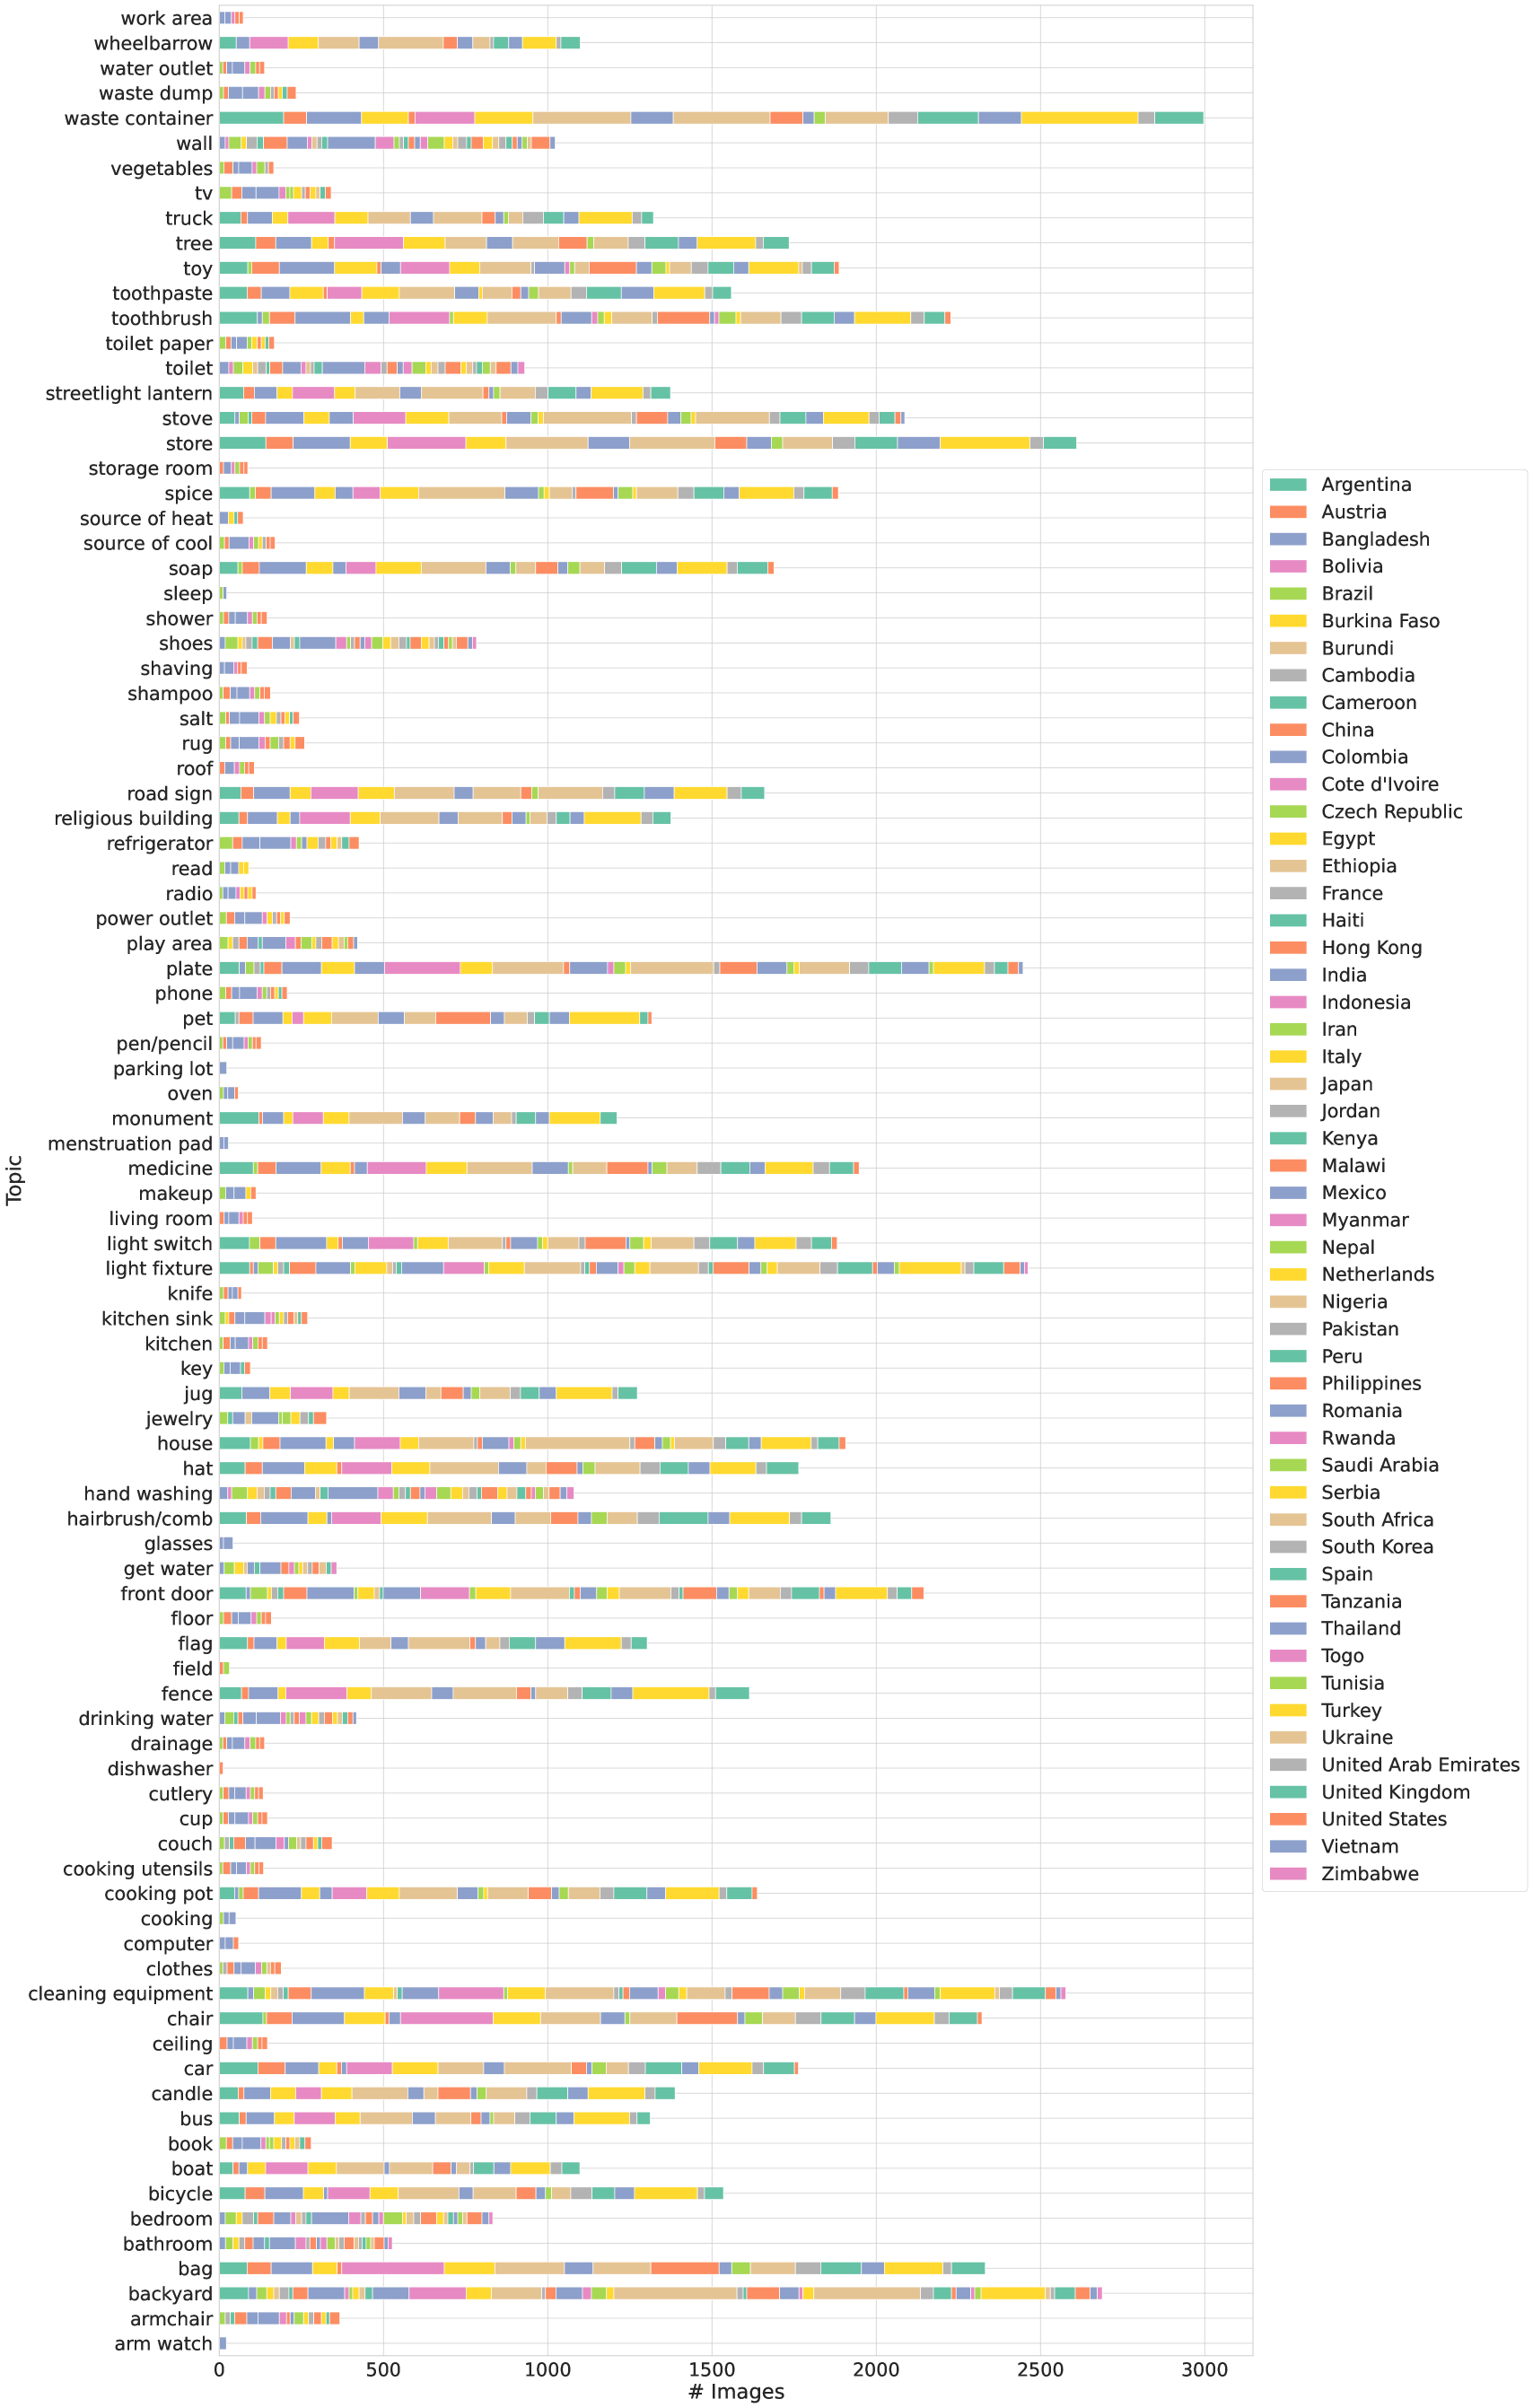 work area
wheelbarrow
water outlet
waste dump
waste container
wall
vegetables
tv
truck
tree
toy
toothpaste
toothbrush
toilet paper
toilet
streetlight lantern
stove
store
storage room
spice
source of heat
source of cool
soap
sleep
shower
shoes
shaving
shampoo
salt
rug
roof
road sign
religious building
refrigerator
read
radio
power outlet
play area
plate
phone
pet
pen/pencil
parking lot
oven
monument
menstruation pad
medicine
makeup
living room
light switch
light fixture
knife
kitchen sink
kitchen
key
jug
jewelry
house
hat
hand washing
hairbrush/comb
glasses
get water
front door
floor
flag
field
fence
drinking water
drainage
dishwasher
cutlery
cup
couch
cooking utensils
cooking pot
cooking
computer
clothes
cleaning equipment
chair
ceiling
car
candle
bus
book
boat
bicycle
bedroom
bathroom
bag
backyard
armchair
arm watch
Topic
0 500 1000 1500 2000 2500 3000
# Images
Argentina
Austria
Bangladesh
Bolivia
Brazil
Burkina Faso
Burundi
Cambodia
Cameroon
China
Colombia
Cote d'Ivoire
Czech Republic
Egypt
Ethiopia
France
Haiti
Hong Kong
India
Indonesia
Iran
Italy
Japan
Jordan
Kenya
Malawi
Mexico
Myanmar
Nepal
Netherlands
Nigeria
Pakistan
Peru
Philippines
Romania
Rwanda
Saudi Arabia
Serbia
South Africa
South Korea
Spain
Tanzania
Thailand
Togo
Tunisia
Turkey
Ukraine
United Arab Emirates
United Kingdom
United States
Vietnam
Zimbabwe